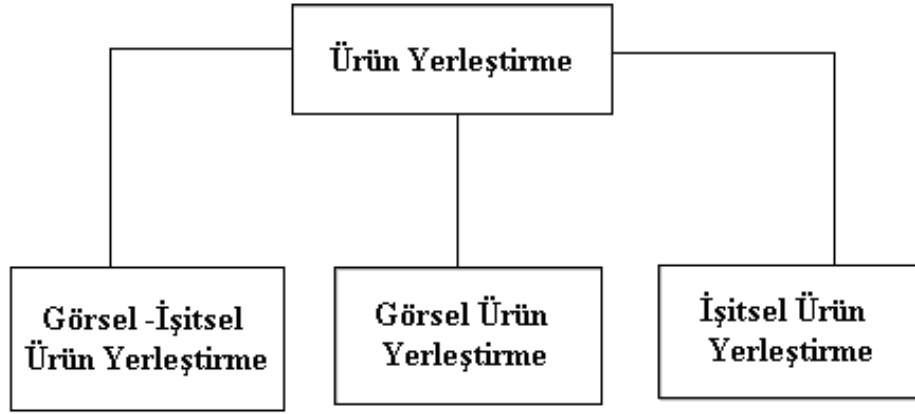 Ürün Yerleştirme
Görsel -İşitsel
Ürün Yerleştirme
Görsel Ürün
Yerleştirme
İşitsel Ürün
Yerleştirme